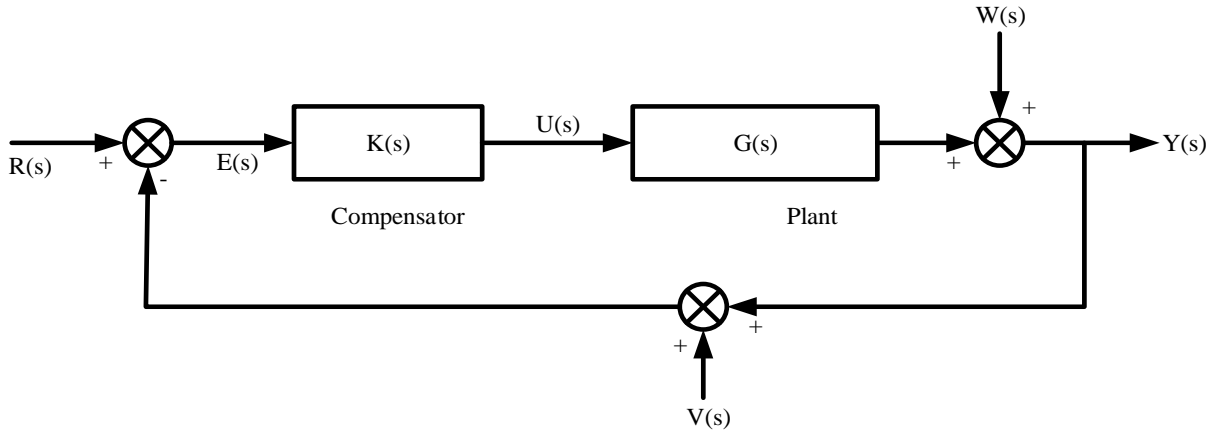 W(s)
+
K(s)
U(s)
G(s)
R(s)
+
-
E(s)
+
Y(s)
Compensator
Plant
+
+
V(s)